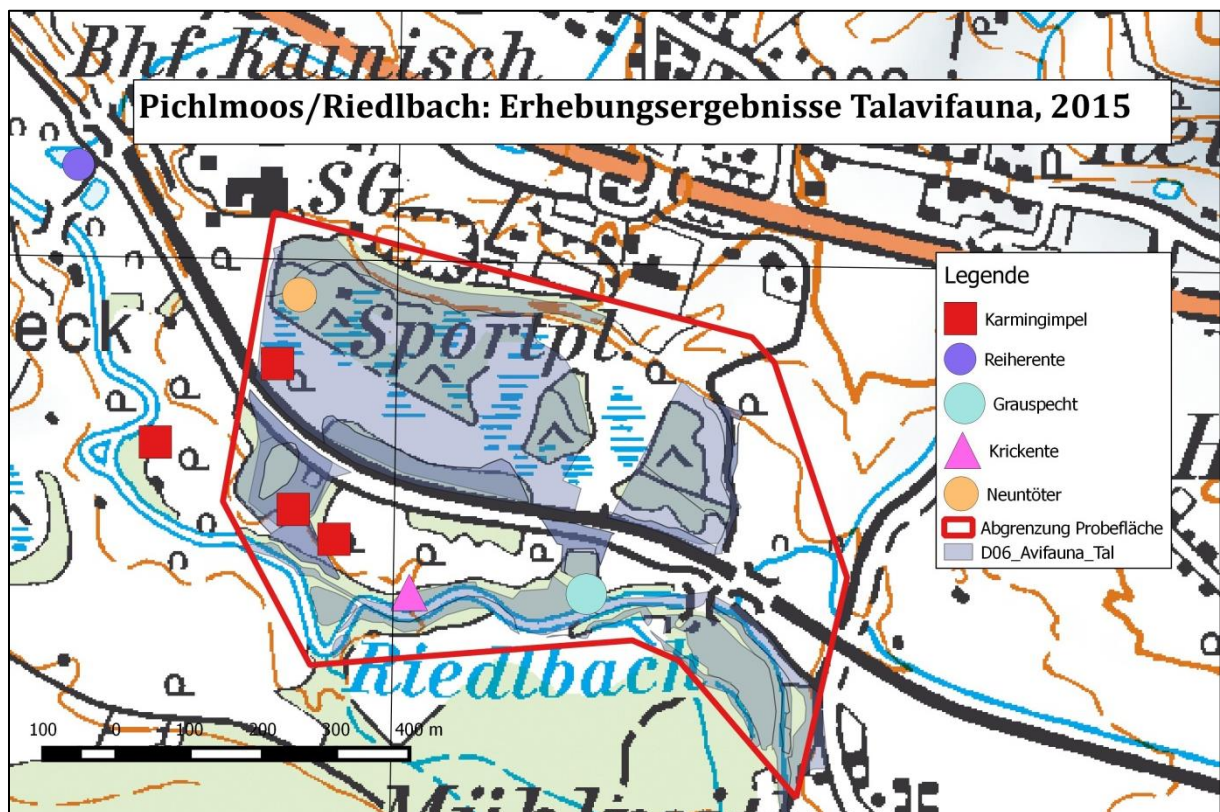 Bhf. Kainisch
Pichlmoos/Riedlbach: Erhebungsergebnisse Talavifauna, 2015
SG
eck
Sportpl.
Legende
Karmingimpel
Reiherente
Grauspecht
Krickente
Neuntöter
Abgrenzung Probefläche
D06_Avifauna_Tal
H
Riedlbach
100 0 100 200 300 400 m